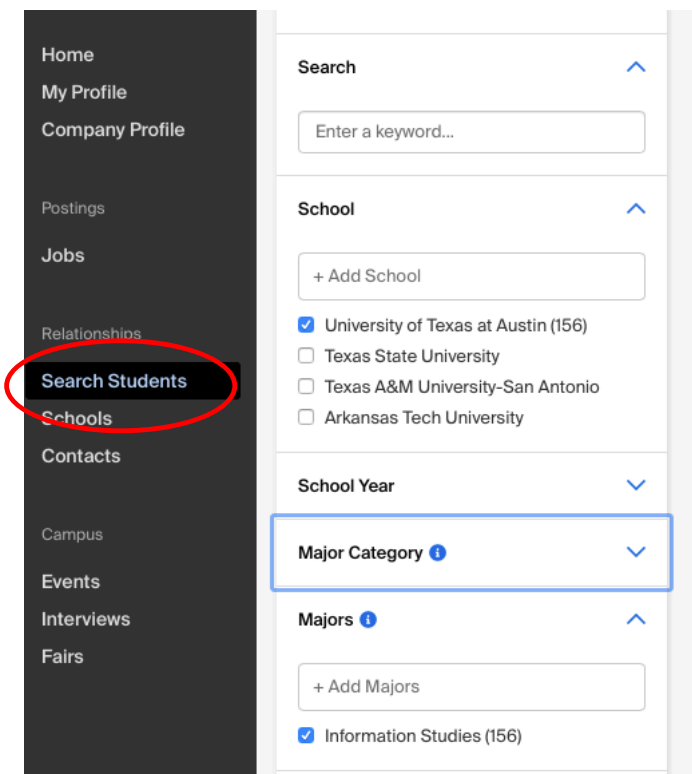 Home
My Profile
Company Profile
Postings
Jobs
Relationships
Search Students
Schools
Contacts
Campus
Events
Interviews
Fairs
Search
Enter a keyword...
School
+ Add School
University of Texas at Austin (156)
Texas State University
Texas A&M University-San Antonio
Arkansas Tech University
School Year
Major Category
Majors
+ Add Majors
Information Studies (156)